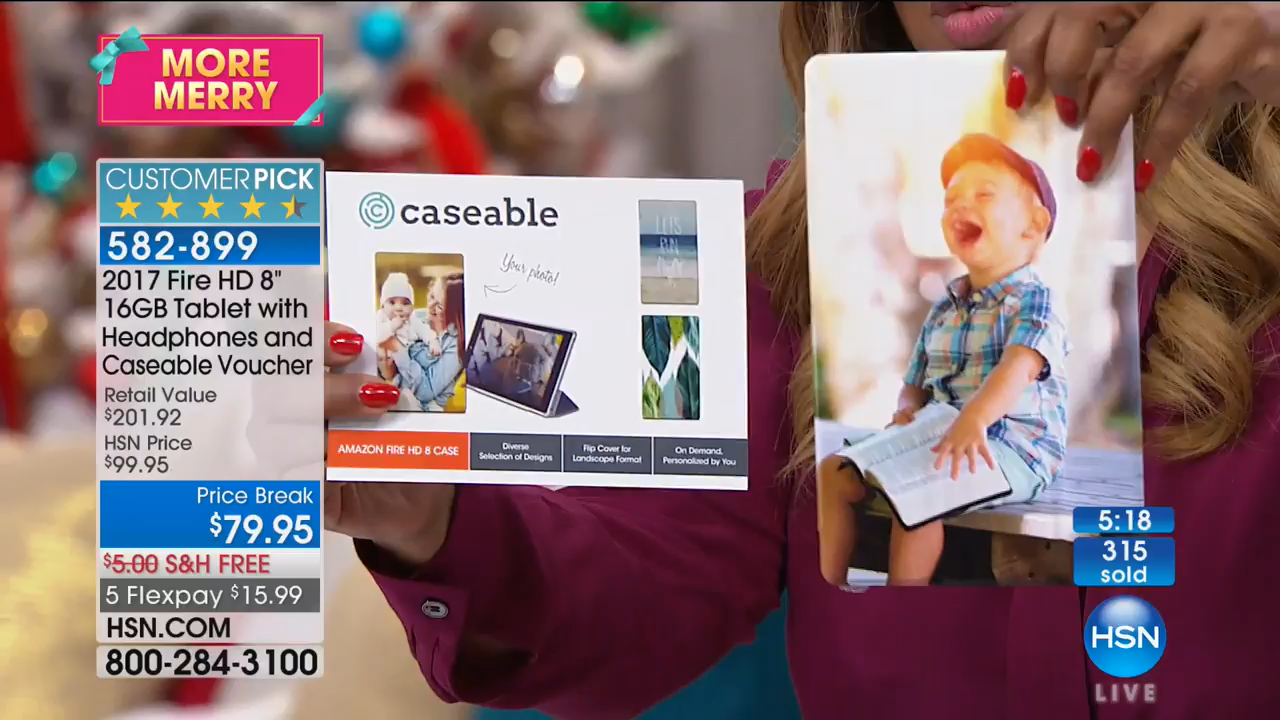 MORE
MERRY
CUSTOMER PICK
582-899
2017 Fire HD 8"
16GB Tablet with
Headphones and
Caseable Voucher
Retail Value
$201.92
HSN Price
$99.95
Price Break
$79.95
$5.00 S&H FREE
5 Flexpay $15.99
HSN.COM
800-284-3100
caseable
Your photo!
LETS
RUN
AWAY
AMAZON FIRE HD 8 CASE
Diverse
Selection of Designs
Flip Cover for
Landscape Format
On Demand,
Personalized by You
5:18
315
sold
HSN
LIVE